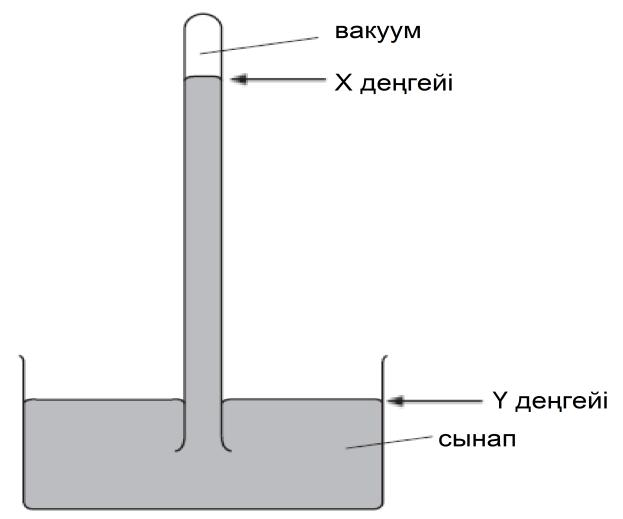 вакуум
X деңгейі
Y деңгейі
сынап